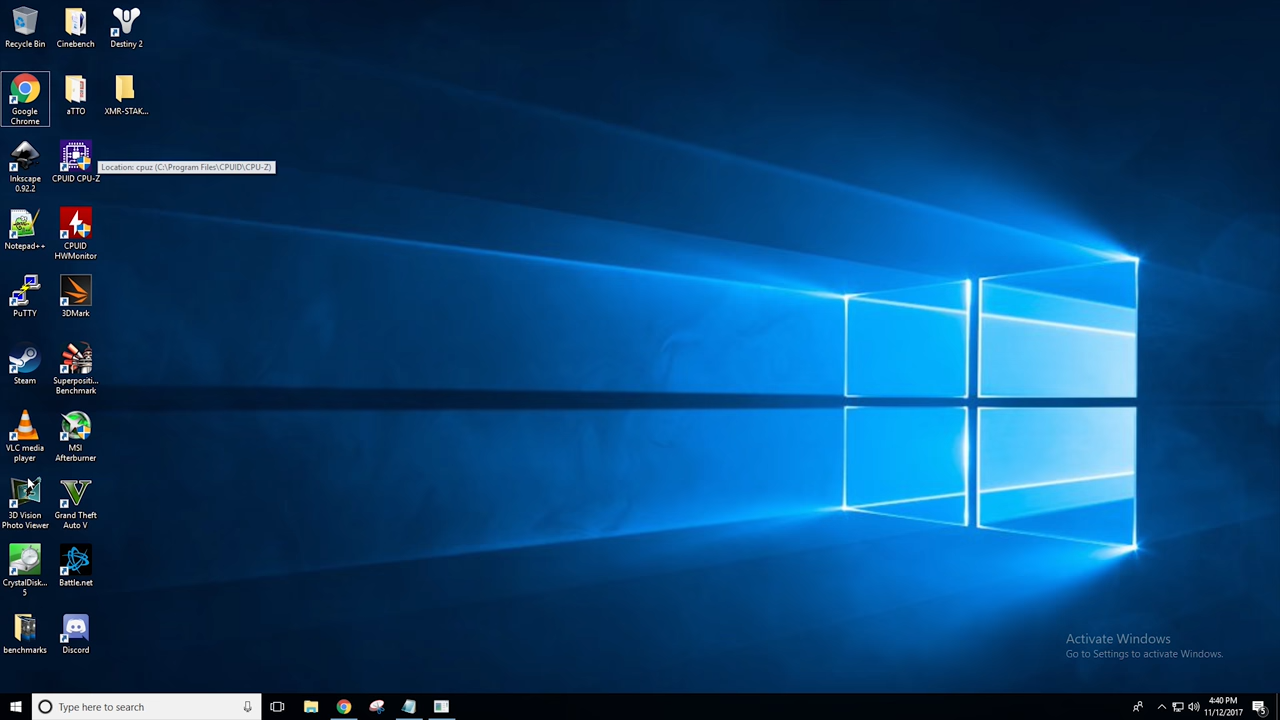 Recycle Bin
Cinebench
Destiny 2
Google
Chrome
aTTO
XMR-STAK...
Inkscape
0.92.2
CPUID CPU-Z
Location: cpuz (C:\Program Files\CPUID\CPU-Z)
Notepad++
CPUID
HWMonitor
PuTTY
3DMark
Steam
Superpositi...
Benchmark
VLC media
player
MSI
Afterburner
3D Vision
Photo Viewer
Grand Theft
Auto V
CrystalDisk...
5
Battle.net
benchmarks
Discord
Activate Windows
Go to Settings to activate Windows.
Type here to search
4:40 PM
11/12/2017
5